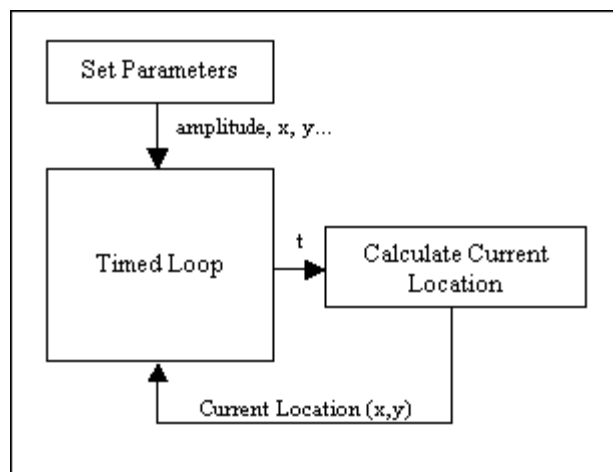 Set Parameters
amplitude, x, y...
Timed Loop
t
Calculate Current
Location
Current Location (x,y)